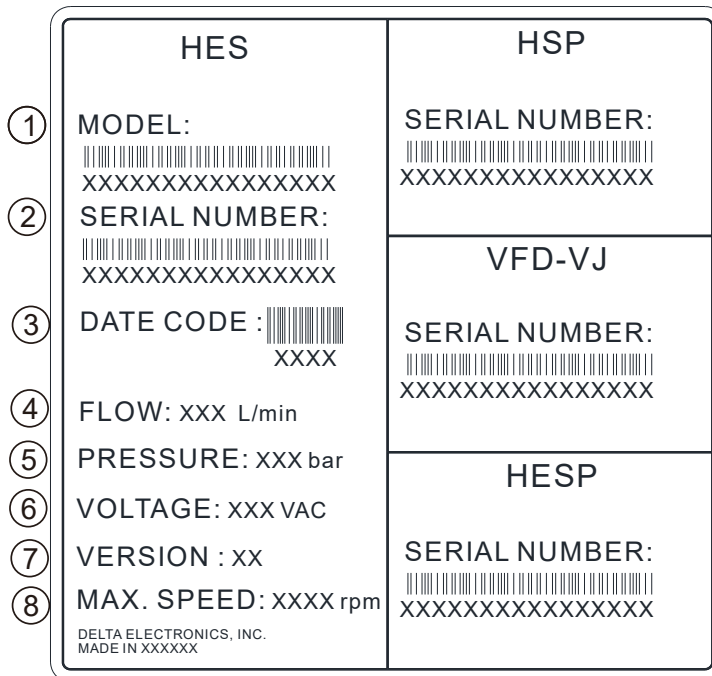 HES
① MODEL:
XXXXXXXXXXXXXXXX
② SERIAL NUMBER:
XXXXXXXXXXXXXXXX
③ DATE CODE :
XXXX
④ FLOW: XXX L/min
⑤ PRESSURE: XXX bar
⑥ VOLTAGE: XXX VAC
⑦ VERSION : XX
⑧ MAX. SPEED: XXXX rpm
DELTA ELECTRONICS, INC.
MADE IN XXXXXX
HSP
SERIAL NUMBER:
XXXXXXXXXXXXXXXX
VFD-VJ
SERIAL NUMBER:
XXXXXXXXXXXXXXXX
HESP
SERIAL NUMBER:
XXXXXXXXXXXXXXXX